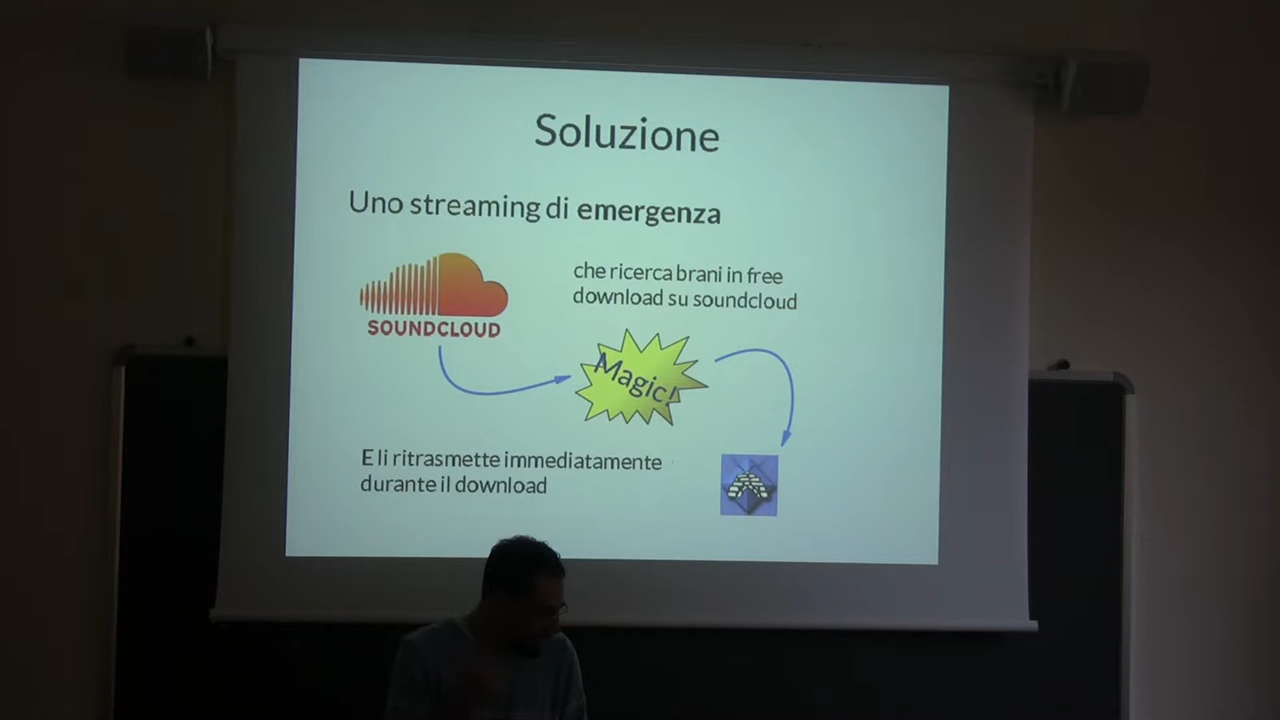 Soluzione
Uno streaming di emergenza
che ricerca brani in free
download su soundcloud
SOUNDCLOUD
Magic!
E li ritrasmette immediatamente
durante il download